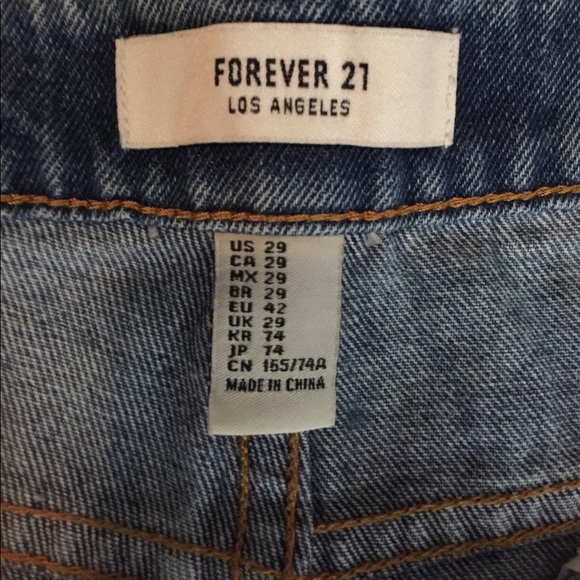 FOREVER 21
LOS ANGELES
US 29
CA 29
MX 29
BR 29
EU 42
UK 29
KR 74
JP 74
CN 165/74A
MADE IN CHINA